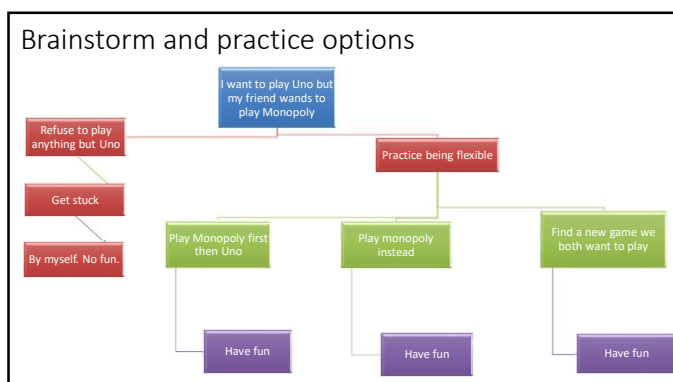 Brainstorm and practice options
I want to play Uno but
my friend wands to
play Monopoly
Refuse to play
anything but Uno
Practice being flexible
Get stuck
By myself. No fun.
Play Monopoly first
then Uno
Play monopoly
instead
Find a new game we
both want to play
Have fun
Have fun
Have fun